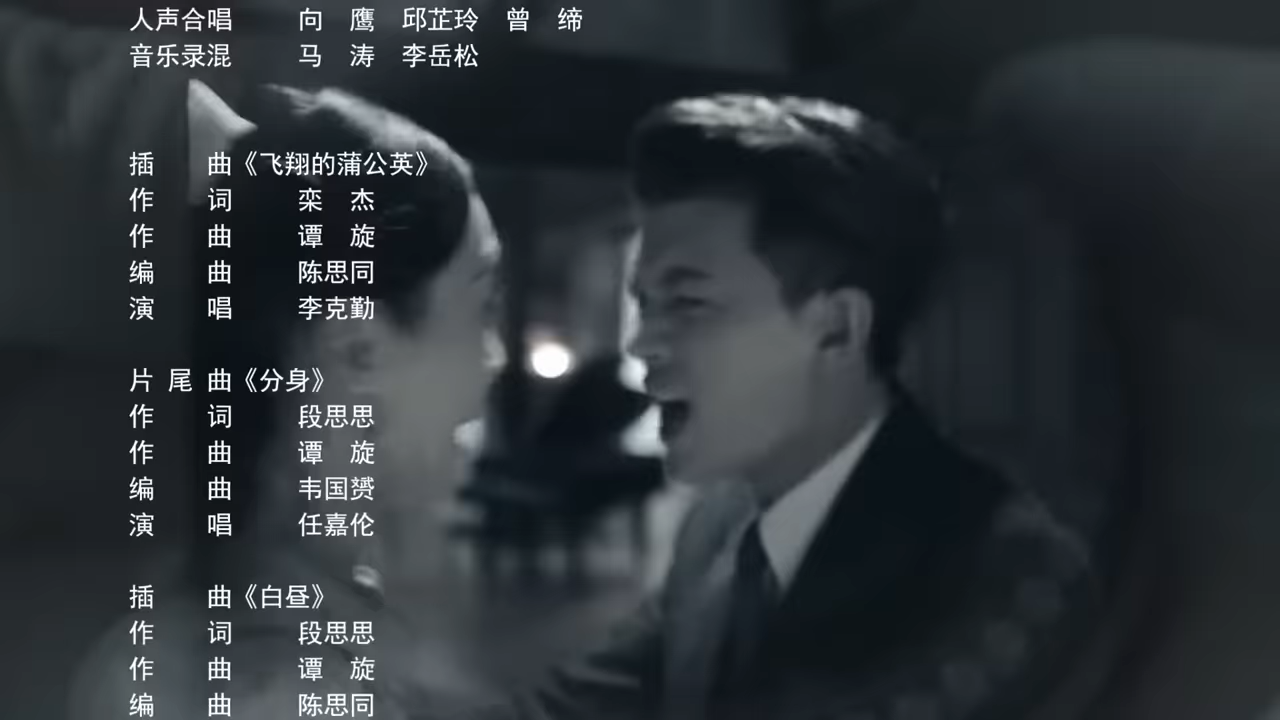 人声合唱 向鹰 邱芷玲 曾缔
音乐录混 马涛 李岳松
插曲《飞翔的蒲公英》
作词 栾杰
作曲 谭旋
编曲 陈思同
演唱 李克勤
片尾曲《分身》
作词 段思思
作曲 谭旋
编曲 韦国赟
演唱 任嘉伦
插曲《白昼》
作词 段思思
作曲 谭旋
编曲 陈思同